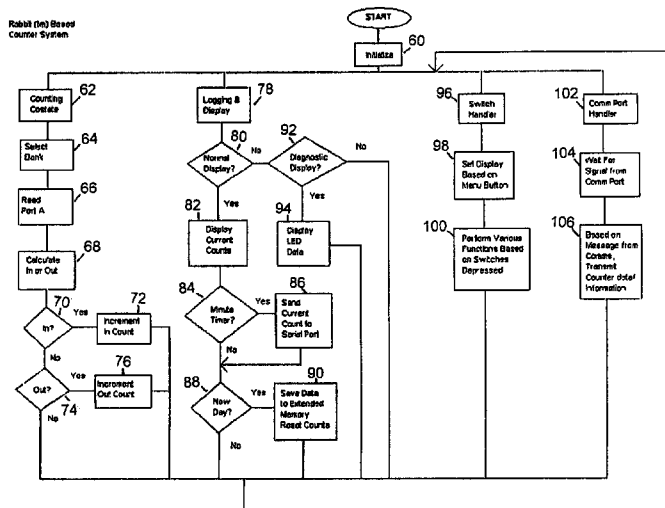 Rabbit (tm) Based
Counter System
START
Initialize
60
Counting
Costate
62
Select
Bank
64
Read
Port A
66
Calculate
In or Out
68
In?
70
Yes
Increment
In Count
72
No
Out?
74
Yes
Increment
Out Count
76
No
Logging &
Display
78
Normal
Display?
80
No
Diagnostic
Display?
92
No
Yes
Display
Current
Counts
82
Yes
Display
LED
Data
94
Minute
Timer?
84
Yes
Send
Current
Count to
Serial Port
86
No
New
Day?
88
Yes
Save Data
to Extended
Memory
Reset Counts
90
No
Switch
Handler
96
Set Display
Based on
Menu Button
98
Perform Various
Functions Based
on Switches
Depressed
100
Comm Port
Handler
102
Wait For
Signal from
Comm Port
104
Based on
Message from
Comms,
Transmit
Counter data/
Information
106